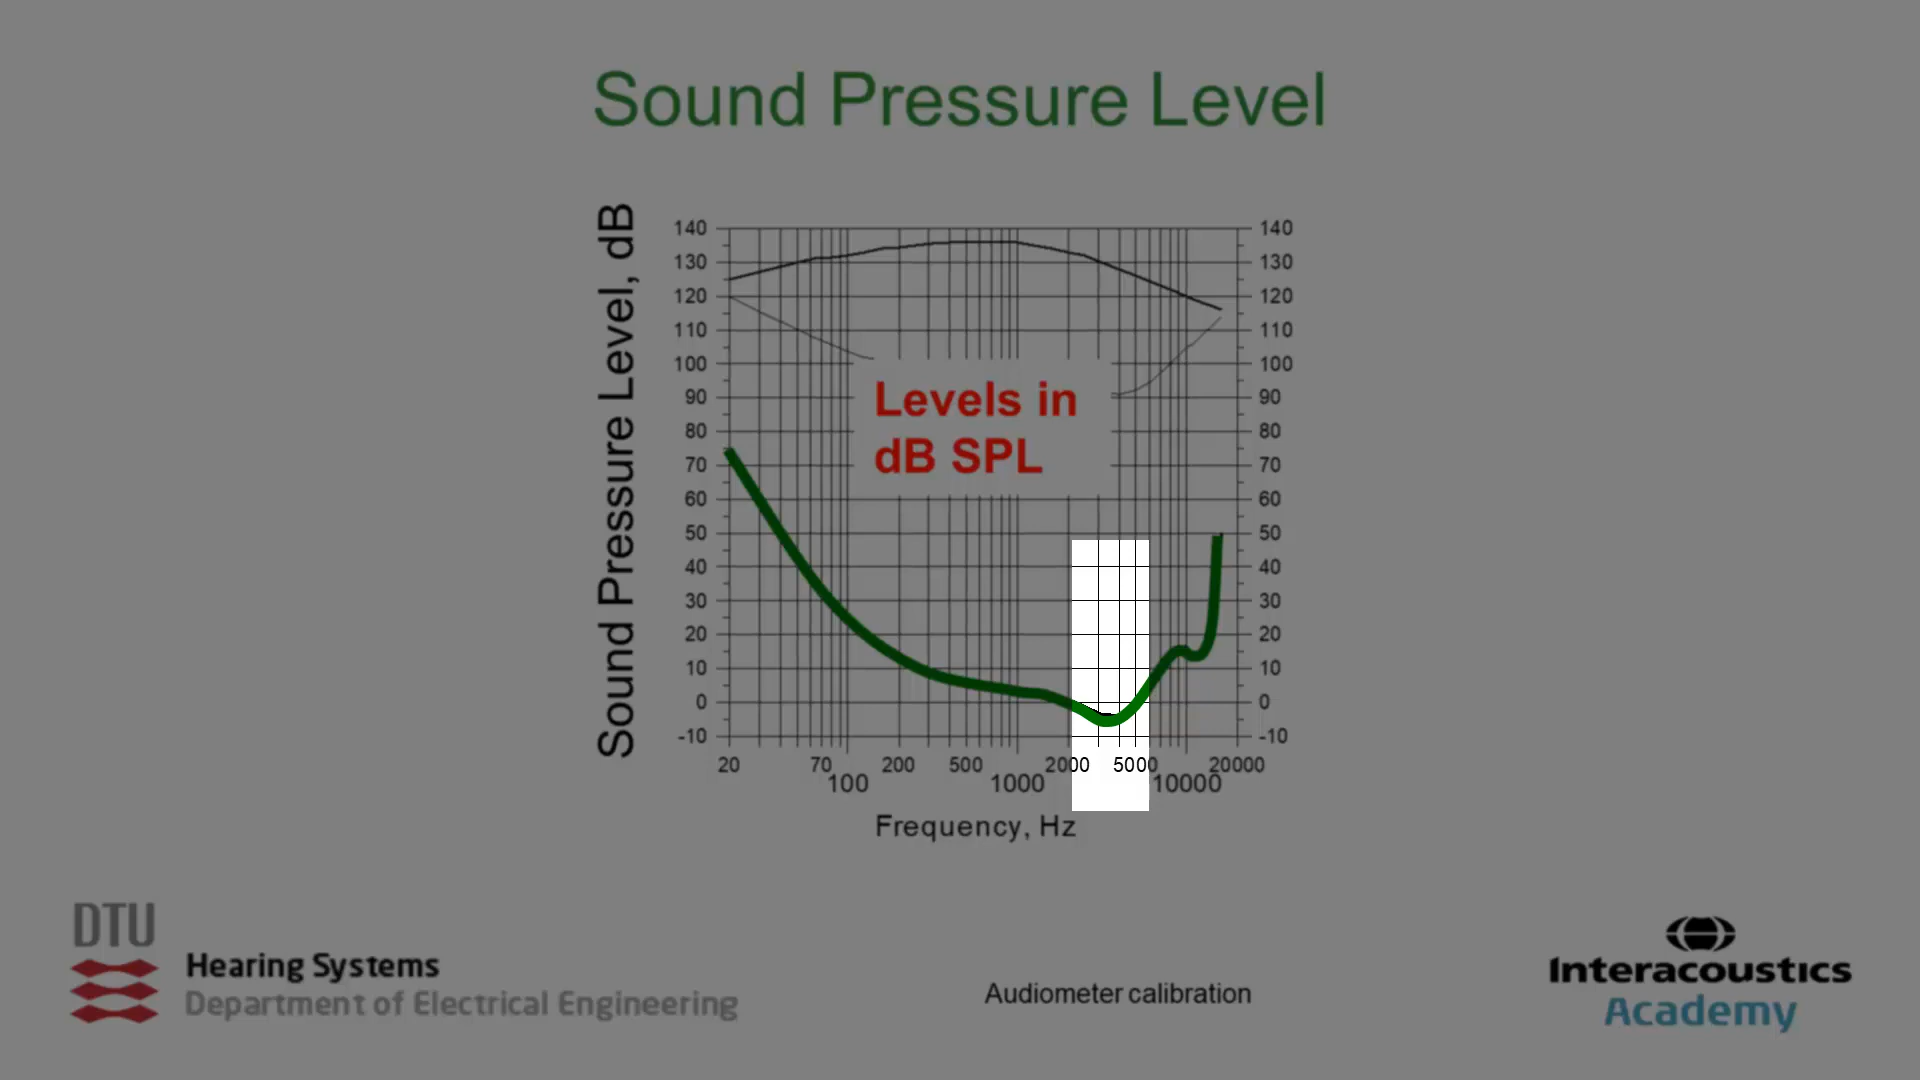 Sound Pressure Level
Sound Pressure Level, dB
140 140
130 130
120 120
110 110
100 100
90 90
80 80
70 70
60 60
50 50
40 40
30 30
20 20
10 10
0 0
-10 -10
20 70 200 500 2000 5000 20000
100 1000 10000
Levels in
dB SPL
Frequency, Hz
DTU
Hearing Systems
Department of Electrical Engineering
Audiometer calibration
Interacoustics
Academy